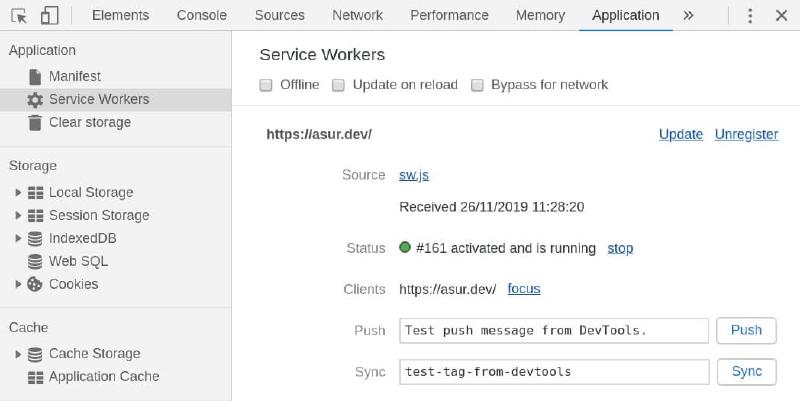 Elements Console Sources Network Performance Memory Application »
Application
Manifest
Service Workers
Clear storage
Storage
Local Storage
Session Storage
IndexedDB
Web SQL
Cookies
Cache
Cache Storage
Application Cache
Service Workers
Offline Update on reload Bypass for network
https://asur.dev/ Update Unregister
Source sw.js
Received 26/11/2019 11:28:20
Status #161 activated and is running stop
Clients https://asur.dev/ focus
Push Test push message from DevTools. Push
Sync test-tag-from-devtools Sync